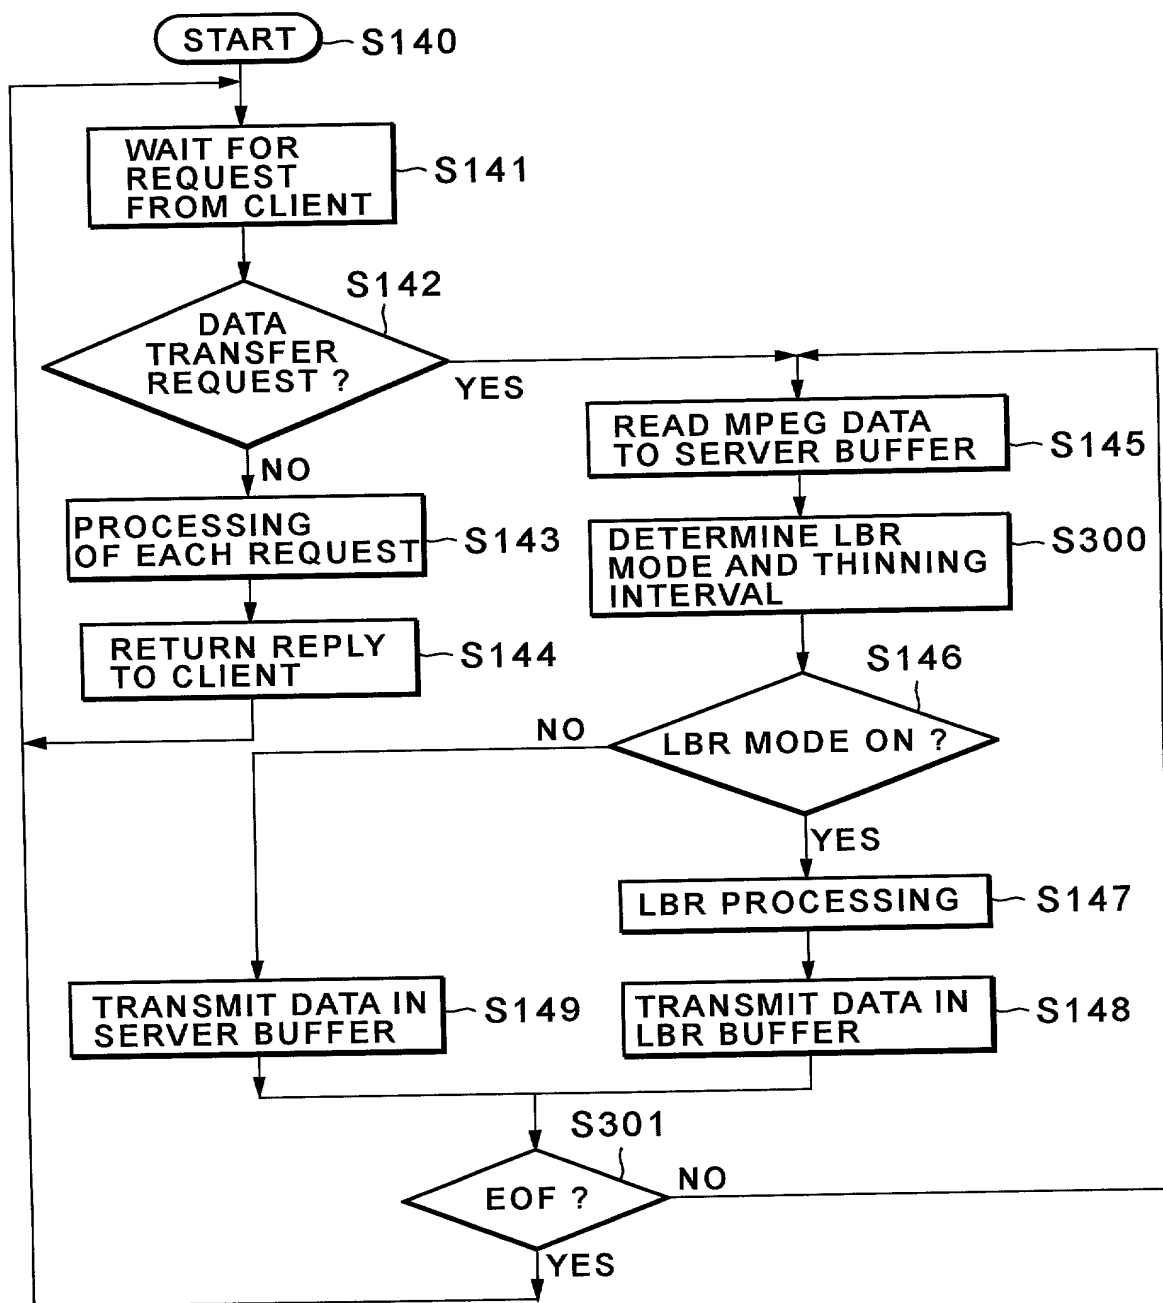 START
S140
WAIT FOR
REQUEST
FROM CLIENT
S141
S142
DATA
TRANSFER
REQUEST ?
YES
NO
READ MPEG DATA
TO SERVER BUFFER
S145
PROCESSING
OF EACH REQUEST
S143
DETERMINE LBR
MODE AND THINNING
INTERVAL
S300
RETURN REPLY
TO CLIENT
S144
S146
NO
LBR MODE ON ?
YES
LBR PROCESSING
S147
TRANSMIT DATA IN
SERVER BUFFER
S149
TRANSMIT DATA IN
LBR BUFFER
S148
S301
EOF ?
NO
YES